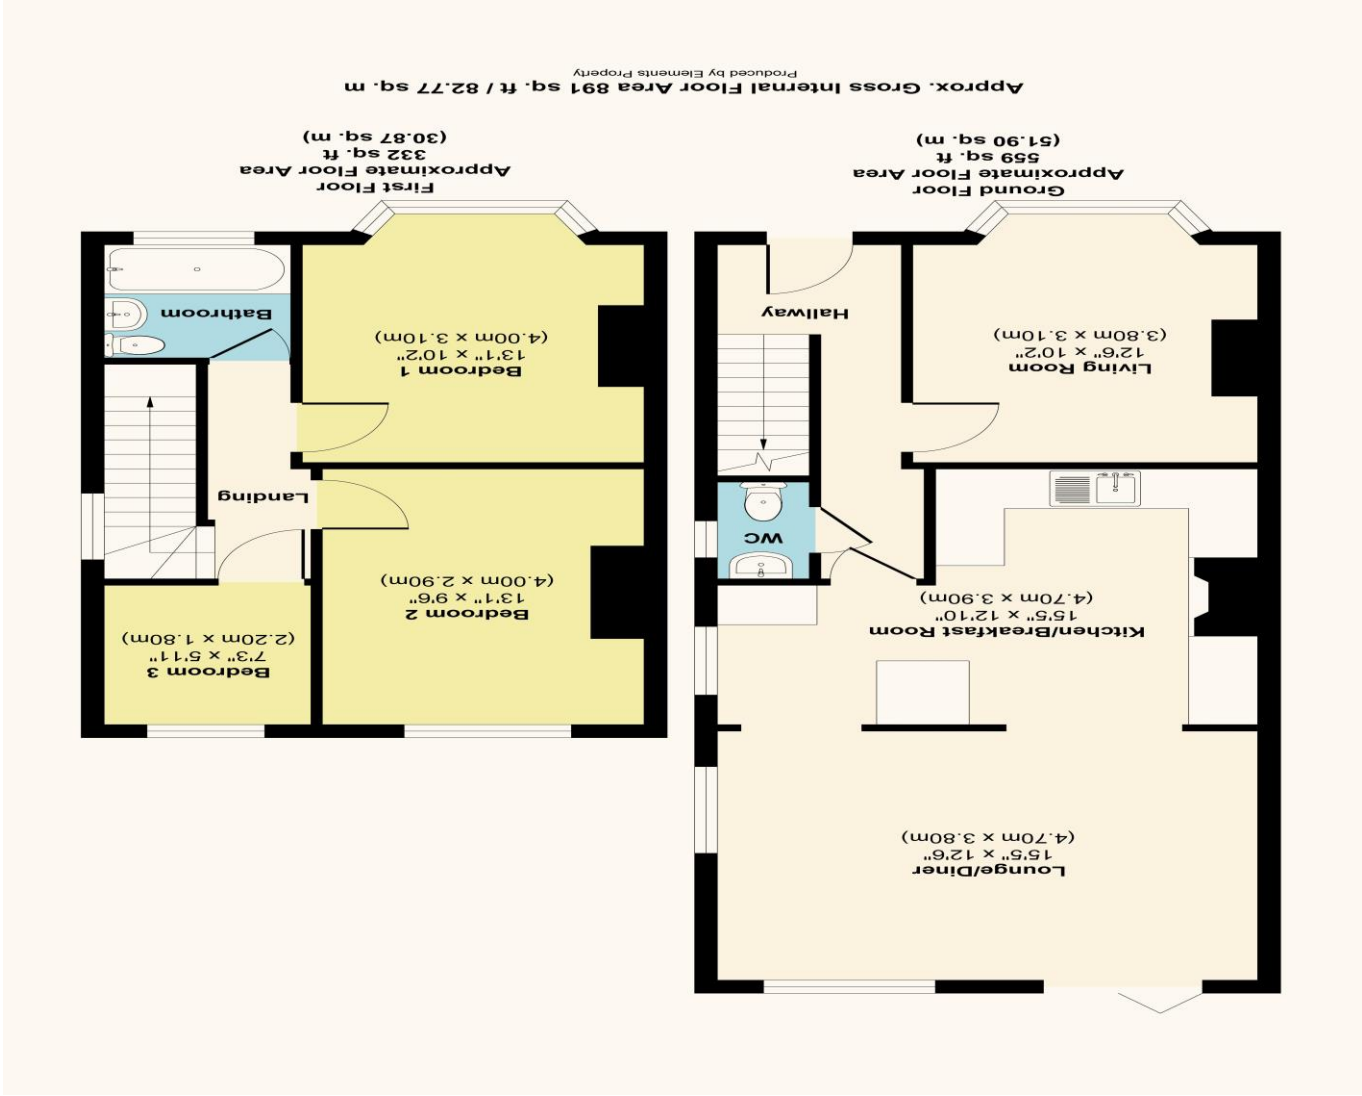 Lounge/Diner
15'5" x 12'6"
(4.70m x 3.80m)
Kitchen/Breakfast Room
15'5" x 12'10"
(4.70m x 3.90m)
WC
Living Room
12'6" x 10'2"
(3.80m x 3.10m)
Hallway
Ground Floor
Approximate Floor Area
559 sq. ft
(51.90 sq. m)
Bedroom 3
7'3" x 5'11"
(2.20m x 1.80m)
Bedroom 2
13'1" x 9'6"
(4.00m x 2.90m)
Landing
Bedroom 1
13'1" x 10'2"
(4.00m x 3.10m)
Bathroom
First Floor
Approximate Floor Area
332 sq. ft
(30.87 sq. m)
Approx. Gross Internal Floor Area 891 sq. ft / 82.77 sq. m
Produced by Elements Property